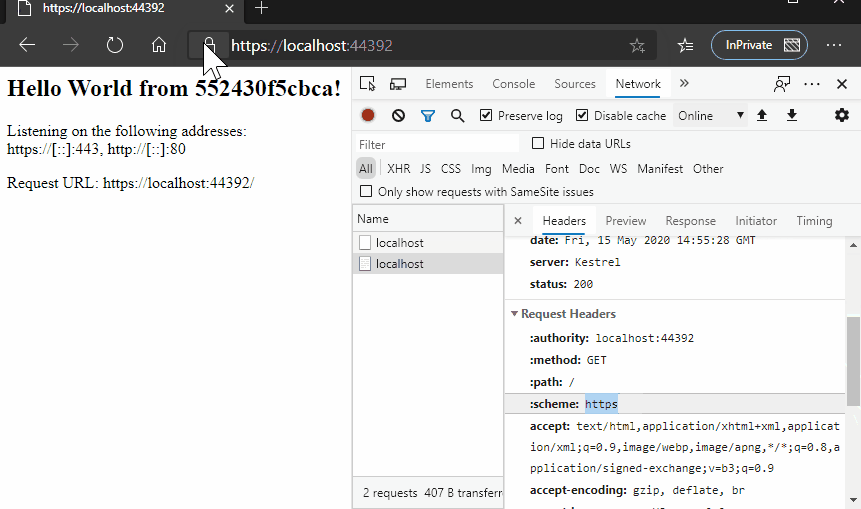 https://localhost:44392
https://localhost:44392
InPrivate
Hello World from 552430f5cbca!
Listening on the following addresses:
https://[::]:443, http://[::]:80
Request URL: https://localhost:44392/
Elements Console Sources Network
Preserve log Disable cache Online
Filter Hide data URLs
All XHR JS CSS Img Media Font Doc WS Manifest Other
Only show requests with SameSite issues
Name
localhost
localhost
2 requests 407 B transferr
Headers Preview Response Initiator Timing
date: Fri, 15 May 2020 14:55:28 GMT
server: Kestrel
status: 200
Request Headers
:authority: localhost:44392
:method: GET
:path: /
:scheme: https
accept: text/html,application/xhtml+xml,applicat
ion/xml;q=0.9,image/webp,image/apng,*/*;q=0.8,a
pplication/signed-exchange;v=b3;q=0.9
accept-encoding: gzip, deflate, br